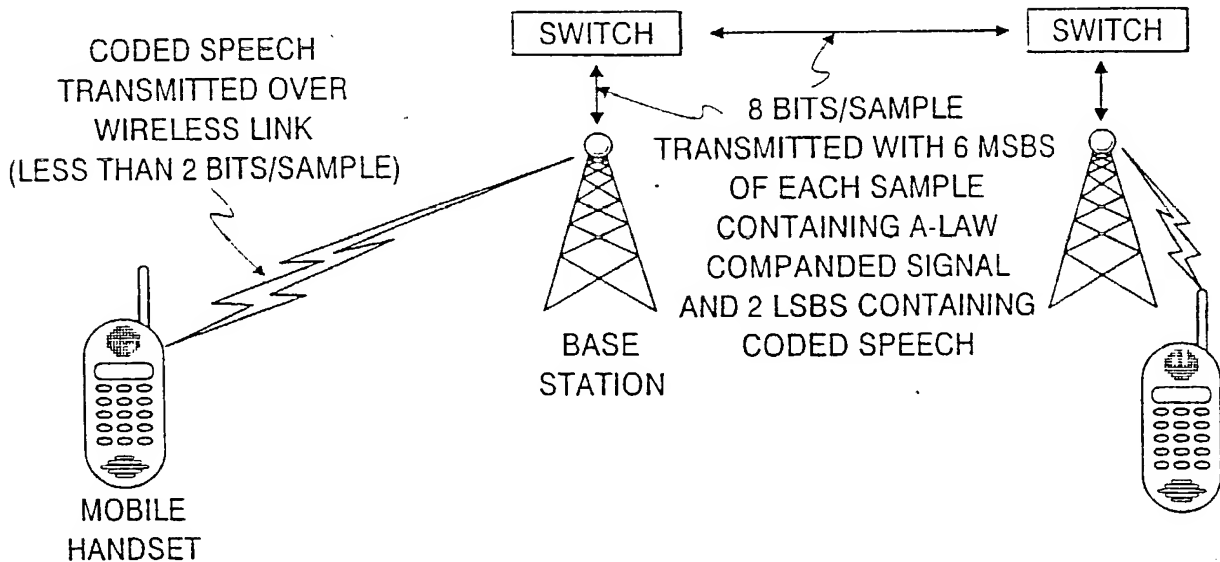 SWITCH
SWITCH
CODED SPEECH
TRANSMITTED OVER
WIRELESS LINK
(LESS THAN 2 BITS/SAMPLE)
8 BITS/SAMPLE
TRANSMITTED WITH 6 MSBS
OF EACH SAMPLE
CONTAINING A-LAW
COMPANDED SIGNAL
AND 2 LSBS CONTAINING
CODED SPEECH
BASE
STATION
MOBILE
HANDSET